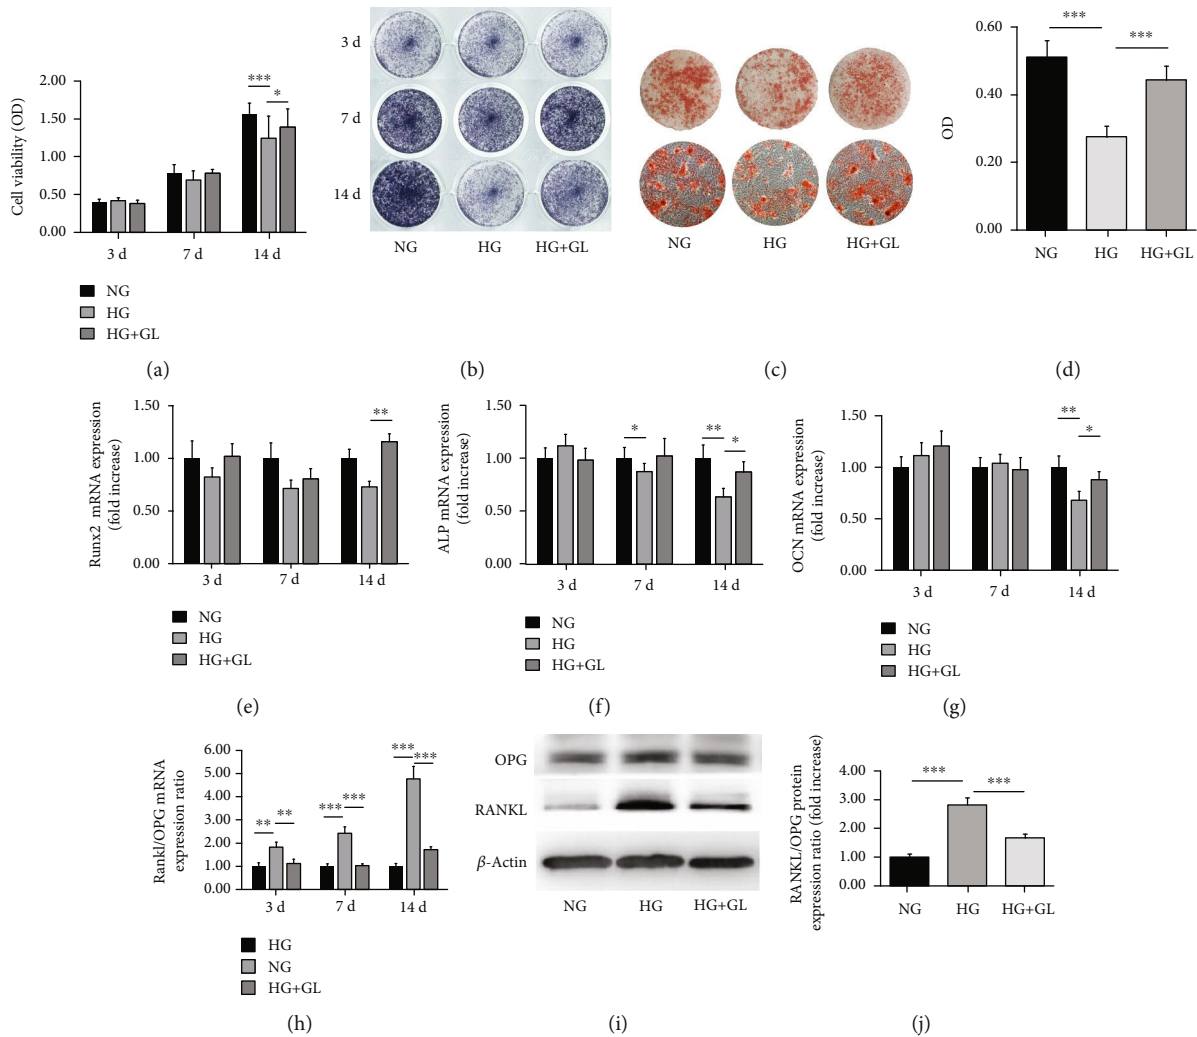 2.00
1.50
1.00
0.50
0.00
Cell viability (OD)
***
*
3 d
7 d
14 d
NG
HG
HG+GL
(a)
3 d
7 d
14 d
NG
HG
HG+GL
(b)
NG
HG
HG+GL
(c)
0.60
0.40
0.20
0.00
OD
***
***
NG
HG
HG+GL
(d)
1.50
1.00
0.50
0.00
Runx2 mRNA expression
(fold increase)
**
3 d
7 d
14 d
NG
HG
HG+GL
(e)
1.50
1.00
0.50
0.00
ALP mRNA expression
(fold increase)
*
**
*
3 d
7 d
14 d
NG
HG
HG+GL
(f)
1.50
1.00
0.50
0.00
OCN mRNA expression
(fold increase)
**
*
3 d
7 d
14 d
NG
HG
HG+GL
(g)
6.00
5.00
4.00
3.00
2.00
1.00
0.00
Rankl/OPG mRNA
expression ratio
**
**
***
***
***
***
3 d
7 d
14 d
HG
NG
HG+GL
(h)
OPG
RANKL
β-Actin
NG
HG
HG+GL
(i)
4.00
3.00
2.00
1.00
0.00
RANKL/OPG protein
expression ratio (fold increase)
***
***
NG
HG
HG+GL
(j)